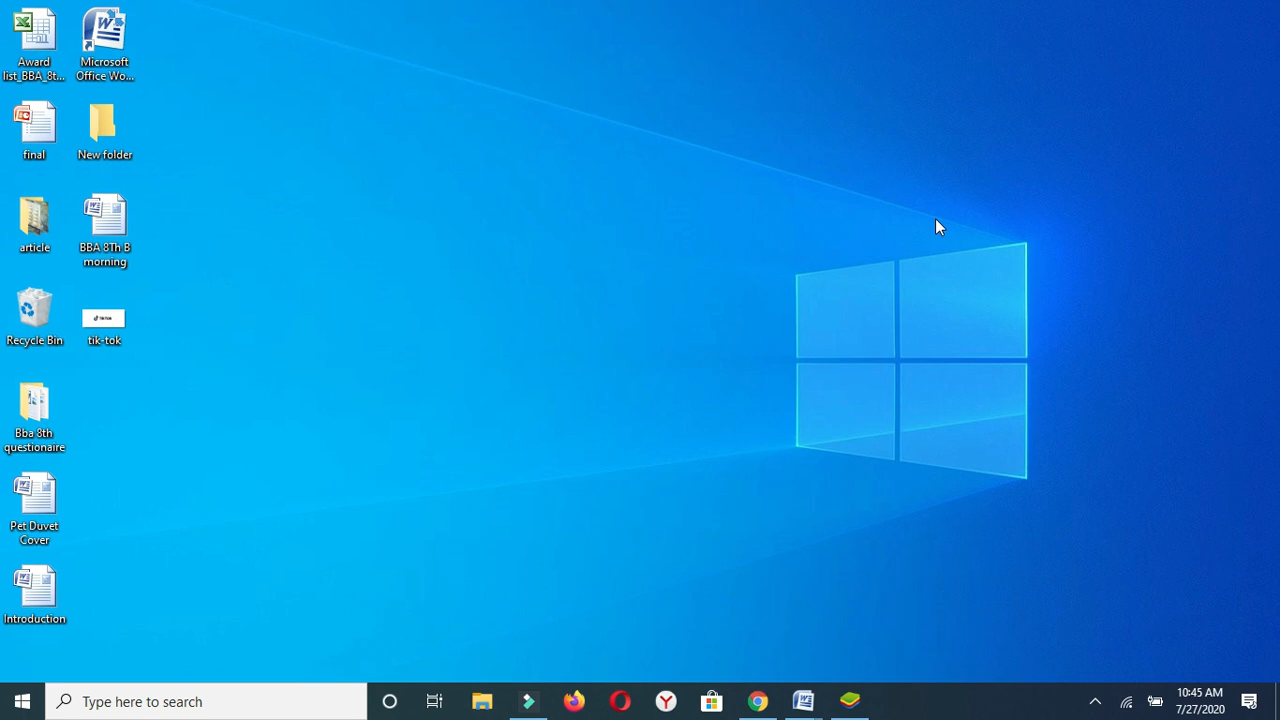 Award
list_BBA_8t...
Microsoft
Office Wo...
final
New folder
article
BBA 8Th B
morning
Recycle Bin
TikTok
tik-tok
Bba 8th
questionaire
Pet Duvet
Cover
Introduction
Type here to search
10:45 AM
7/27/2020